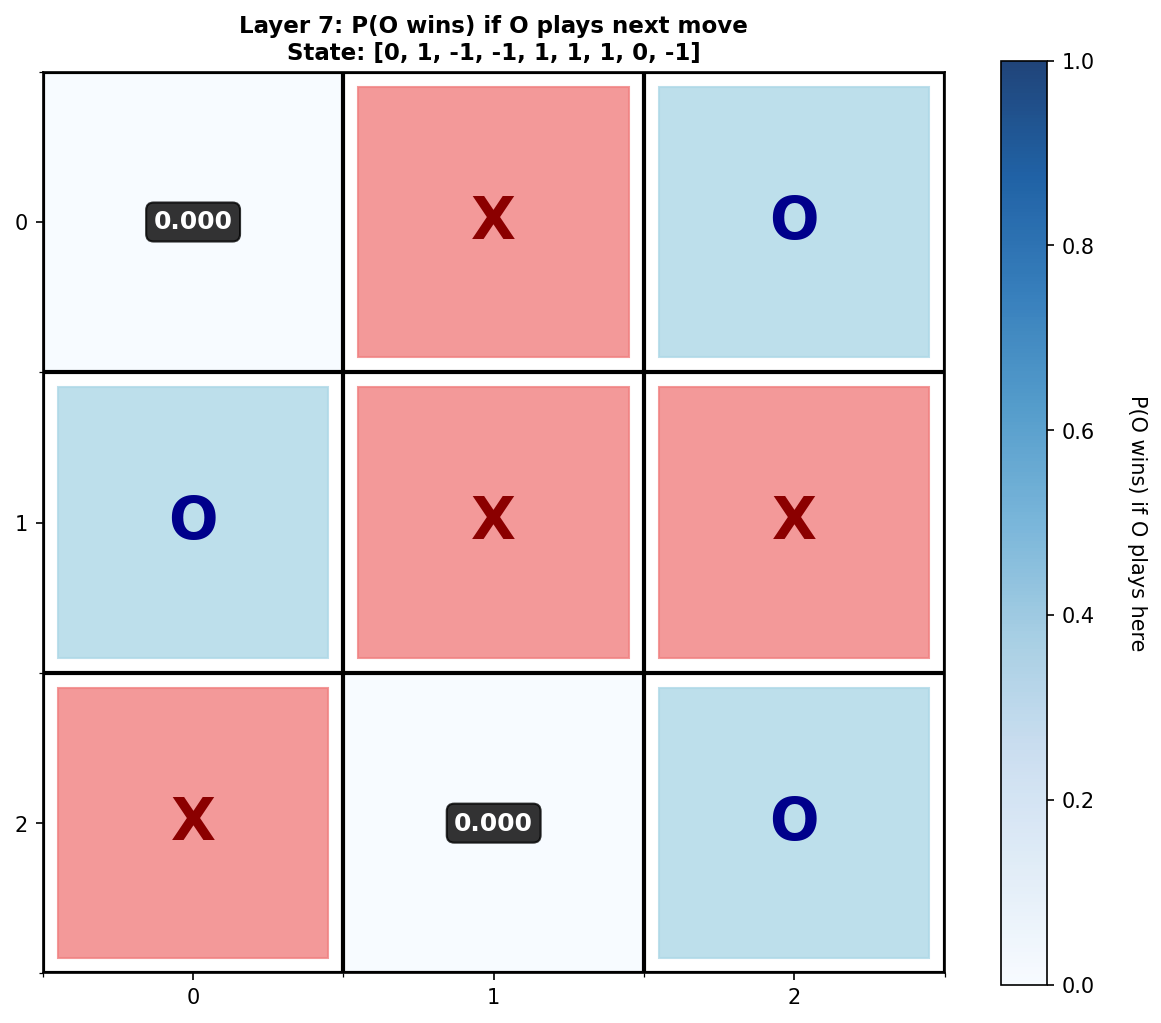 Layer 7: P(O wins) if O plays next move
State: [0, 1, -1, -1, 1, 1, 1, 0, -1]
0.000
X
O
O
X
X
X
0.000
O
0
1
2
0
1
2
1.0
0.8
0.6
0.4
0.2
0.0
P(O wins) if O plays here